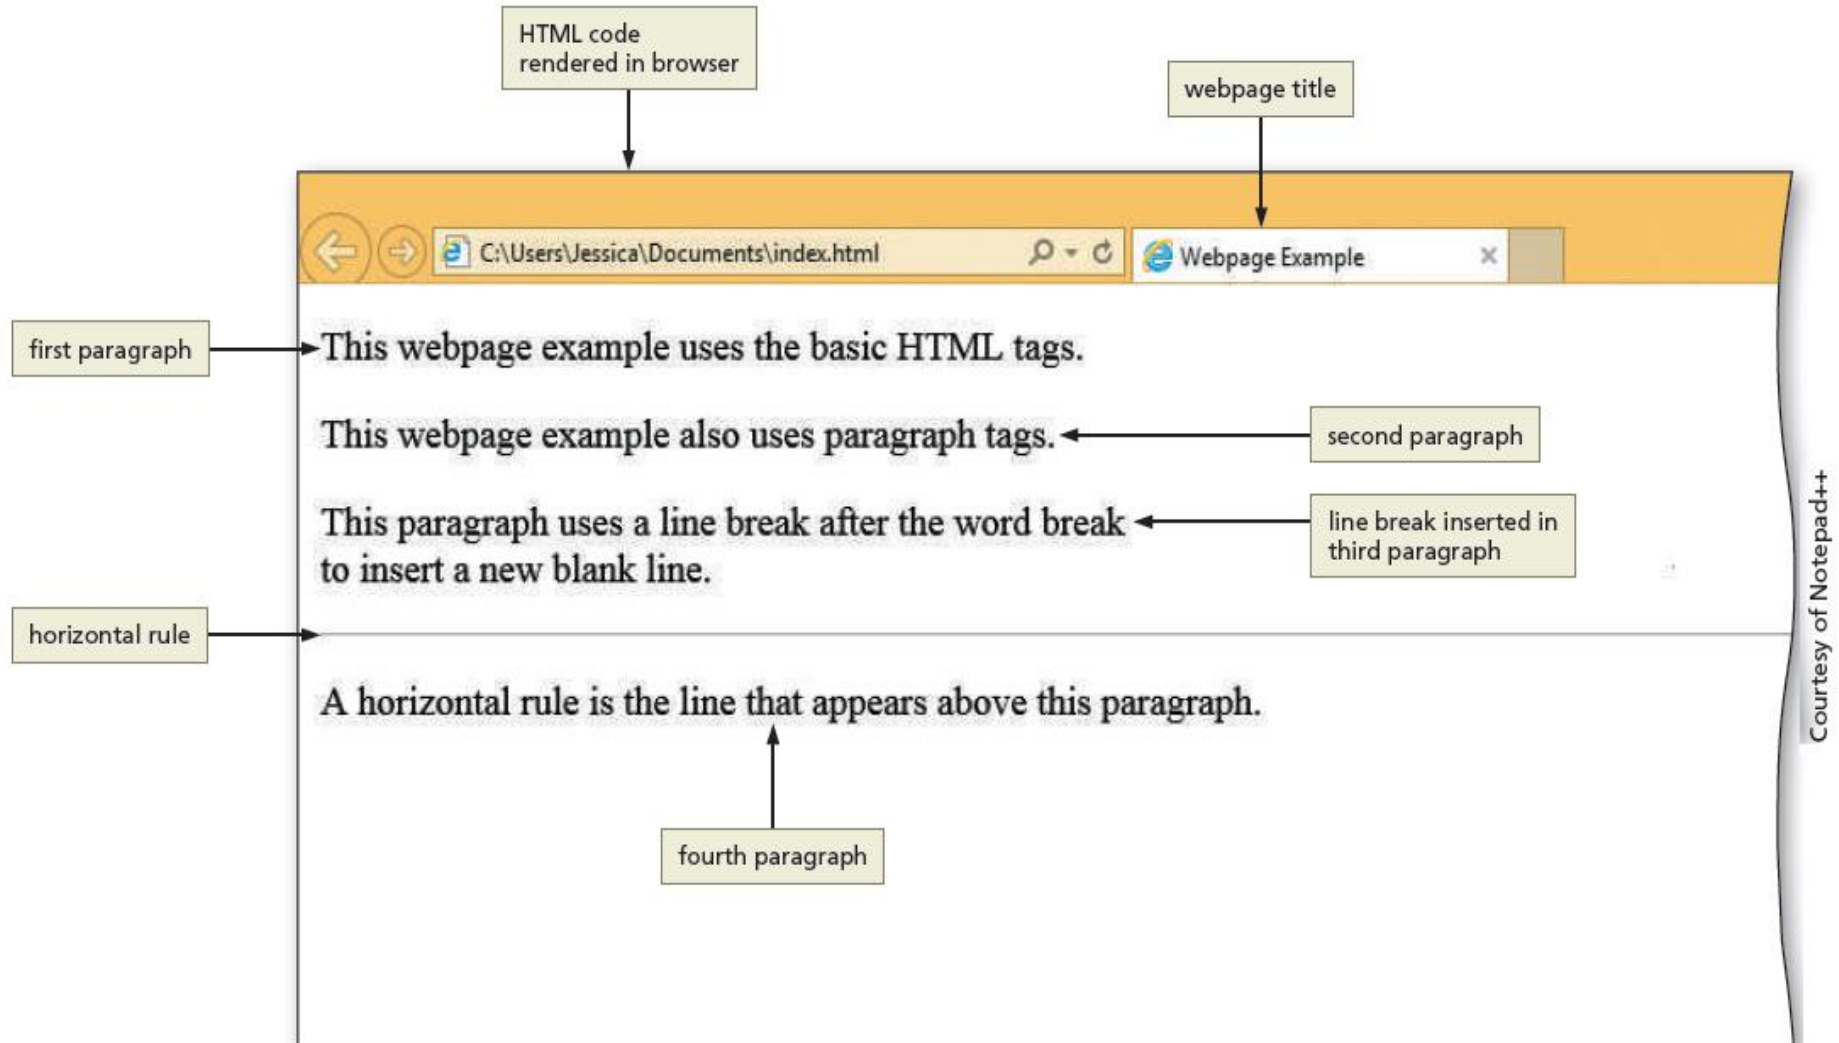 HTML code
rendered in browser
webpage title
C:\Users\Jessica\Documents\index.html
Webpage Example
first paragraph
This webpage example uses the basic HTML tags.
This webpage example also uses paragraph tags.
second paragraph
This paragraph uses a line break after the word break
to insert a new blank line.
line break inserted in
third paragraph
horizontal rule
A horizontal rule is the line that appears above this paragraph.
fourth paragraph
Courtesy of Notepad++